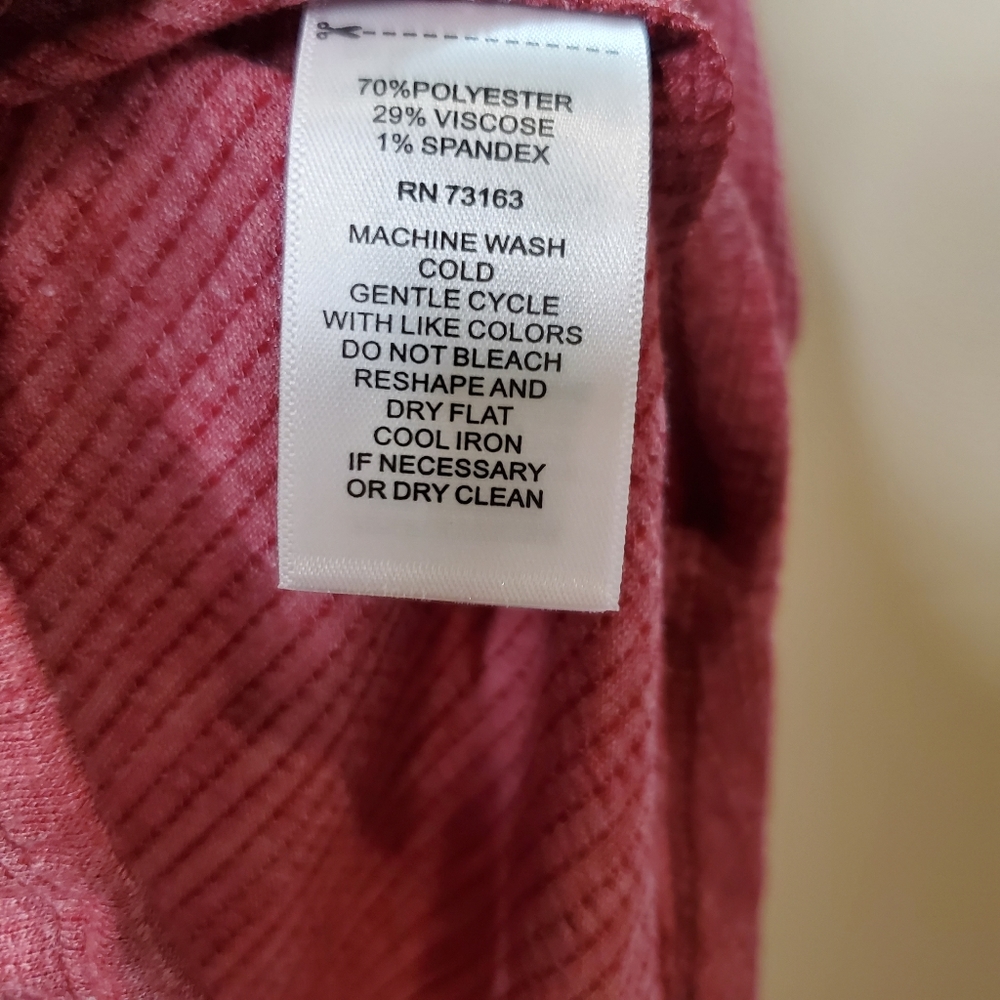 70%POLYESTER
29% VISCOSE
1% SPANDEX
RN 73163
MACHINE WASH
COLD
GENTLE CYCLE
WITH LIKE COLORS
DO NOT BLEACH
RESHAPE AND
DRY FLAT
COOL IRON
IF NECESSARY
OR DRY CLEAN